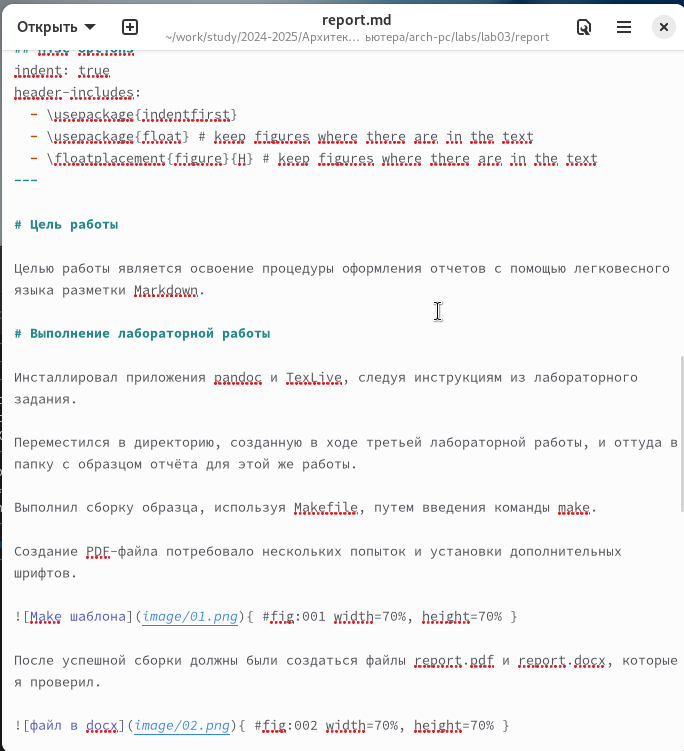 Открыть
report.md
~/work/study/2024-2025/Архитек… ьютера/arch-pc/labs/lab03/report
## Misc options
indent: true
header-includes:
- \usepackage{indentfirst}
- \usepackage{float} # keep figures where there are in the text
- \floatplacement{figure}{H} # keep figures where there are in the text
---
# Цель работы
Целью работы является освоение процедуры оформления отчетов с помощью легковесного
языка разметки Markdown.
# Выполнение лабораторной работы
Инсталлировал приложения pandoc и TexLive, следуя инструкциям из лабораторного
задания.
Переместился в директорию, созданную в ходе третьей лабораторной работы, и оттуда в
папку с образцом отчёта для этой же работы.
Выполнил сборку образца, используя Makefile, путем введения команды make.
Создание PDF-файла потребовало нескольких попыток и установки дополнительных
шрифтов.
![Make шаблона](image/01.png){ #fig:001 width=70%, height=70% }
После успешной сборки должны были создаться файлы report.pdf и report.docx, которые
я проверил.
![файл в docx](image/02.png){ #fig:002 width=70%, height=70% }